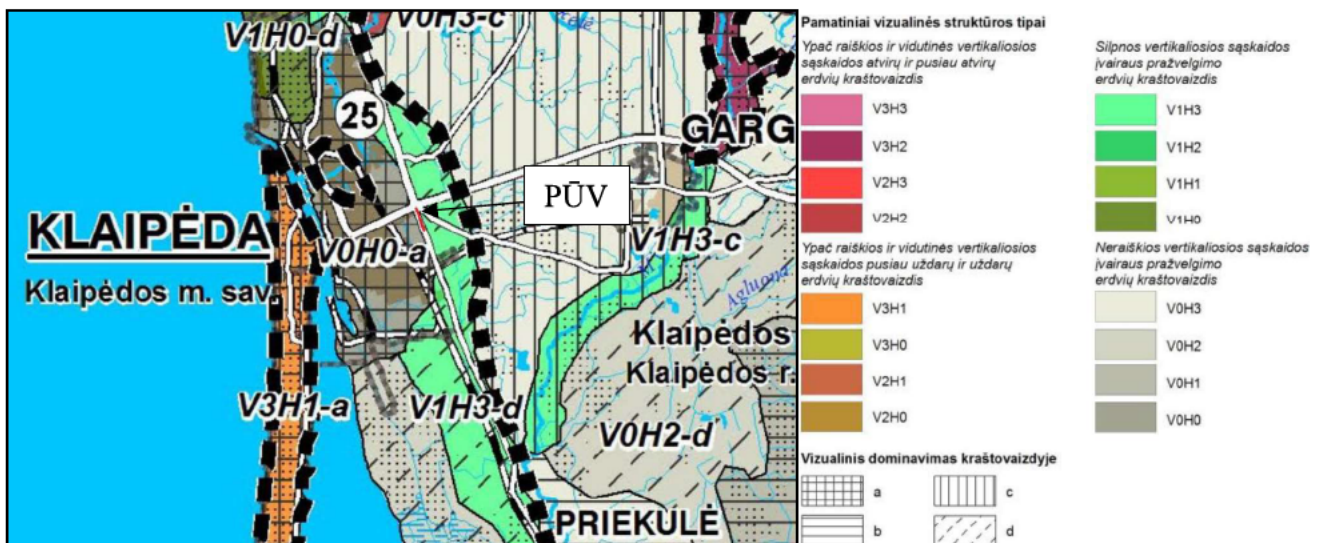 V0H3-c
V1H0-d
25
GARG
PŪV
KLAIPĖDA
V0H0-a
V1H3-c
Klaipėdos m. sav.
Agluona
Klaipėdos
Klaipėdos r.
V3H1-a
V1H3-d
V0H2-d
PRIEKULĖ
Pamatiniai vizualinės struktūros tipai
Ypač raiškios ir vidutinės vertikaliosios
sąskaidos atvirų ir pusiau atvirų
erdvių kraštovaizdis
V3H3
V3H2
V2H3
V2H2
Ypač raiškios ir vidutinės vertikaliosios
sąskaidos pusiau uždarų ir uždarų
erdvių kraštovaizdis
V3H1
V3H0
V2H1
V2H0
Silpnos vertikaliosios sąskaidos
įvairaus pražvelgimo
erdvių kraštovaizdis
V1H3
V1H2
V1H1
V1H0
Neraiškios vertikaliosios sąskaidos
įvairaus pražvelgimo
erdvių kraštovaizdis
V0H3
V0H2
V0H1
V0H0
Vizualinis dominavimas kraštovaizdyje
a
c
b
d